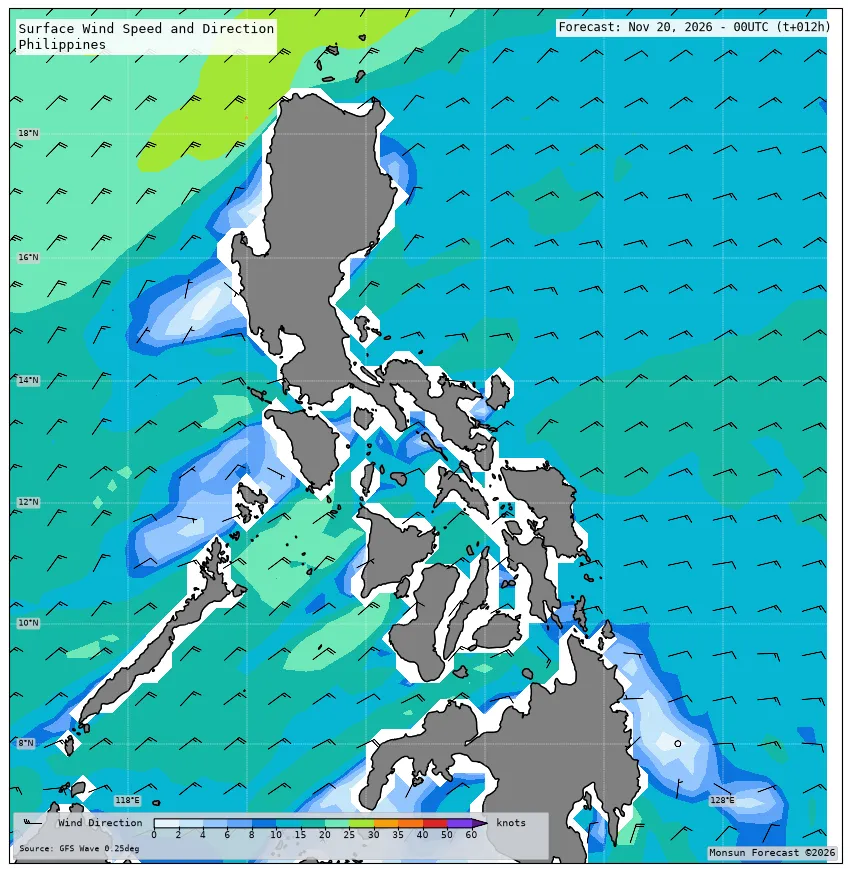 Surface Wind Speed and Direction
Philippines
Forecast: Nov 20, 2026 - 00UTC (t+012h)
18°N
16°N
14°N
12°N
10°N
8°N
118°E
128°E
Wind Direction
0 2 4 6 8 10 15 20 25 30 35 40 50 60
knots
Source: GFS Wave 0.25deg
Monsun Forecast ©2026